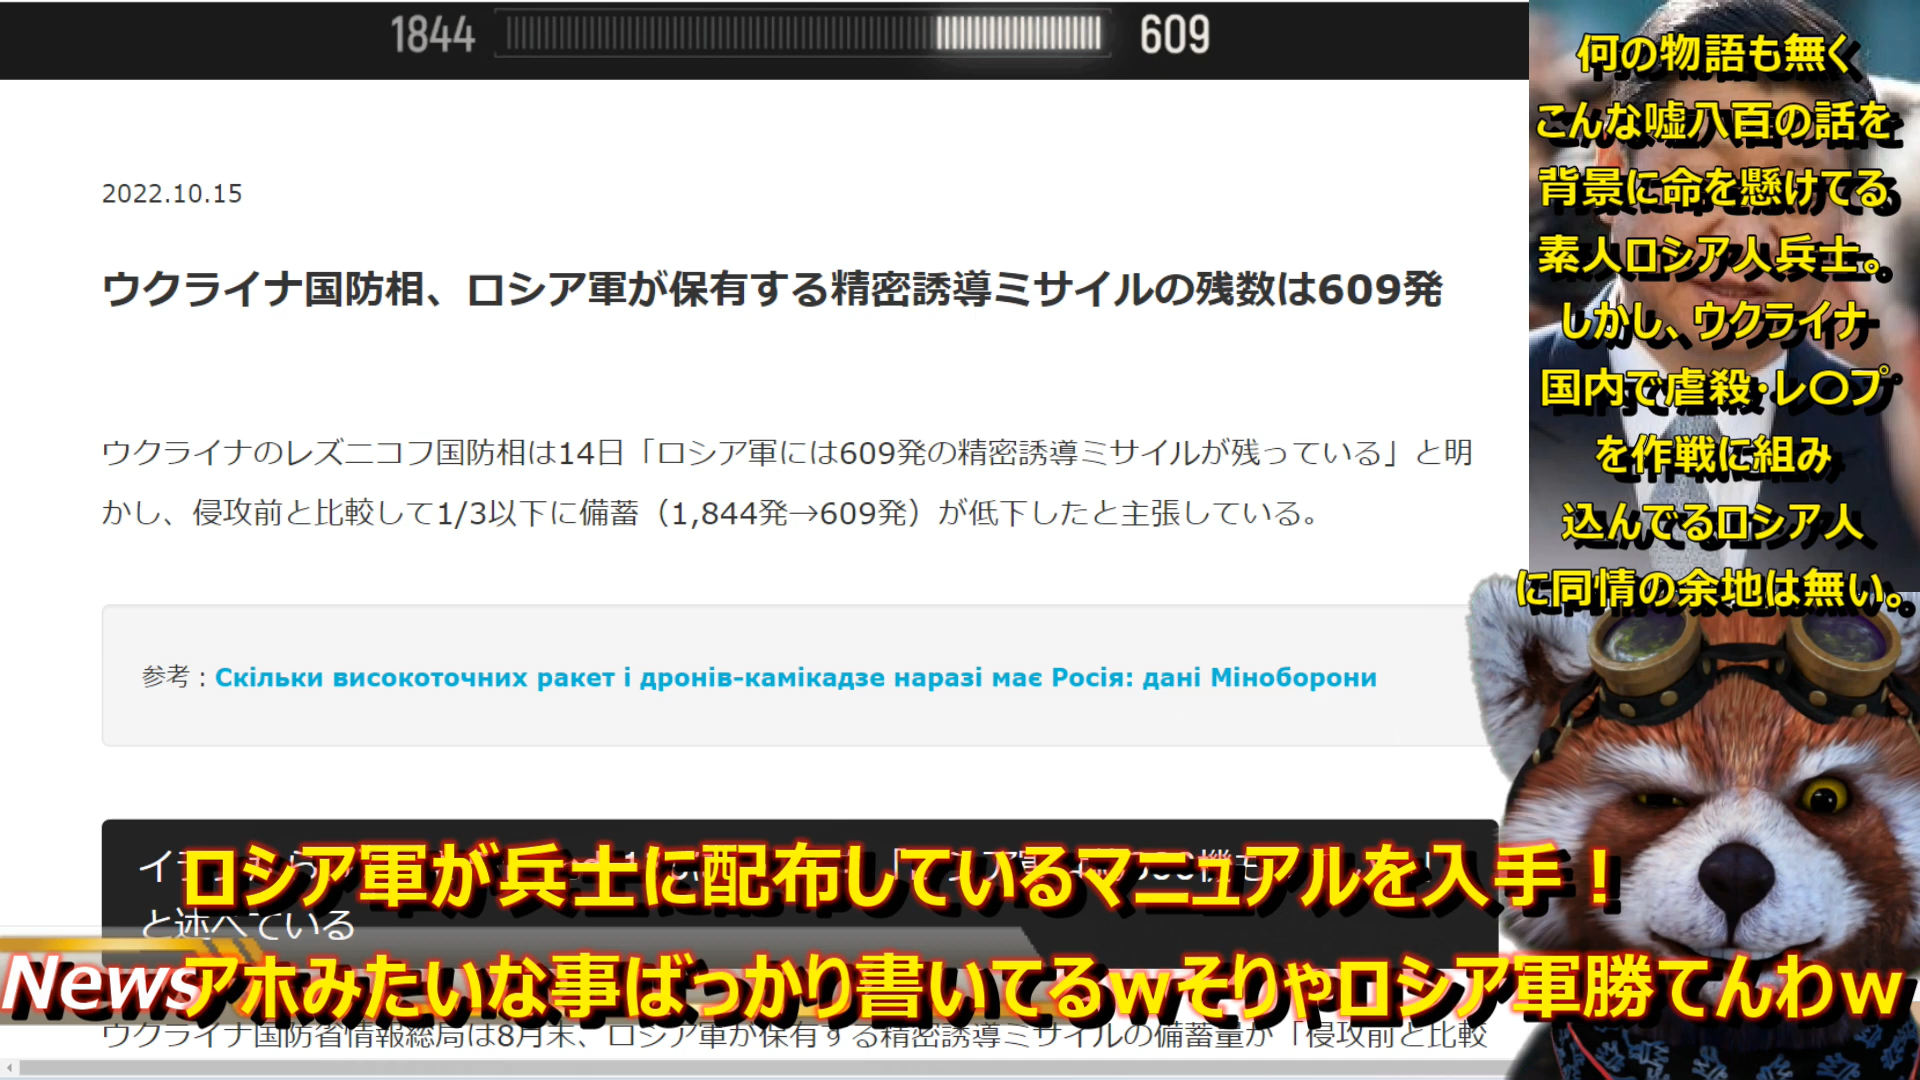 1844 609
2022.10.15
ウクライナ国防相、ロシア軍が保有する精密誘導ミサイルの残数は609発
ウクライナのレズニコフ国防相は14日「ロシア軍には609発の精密誘導ミサイルが残っている」と明
かし、侵攻前と比較して1/3以下に備蓄（1,844発→609発）が低下したと主張している。
参考：Скільки високоточних ракет і дронів-камікадзе наразі має Росія: дані Міноборони
と述べている
ウクライナ国防省情報総局は8月末、ロシア軍が保有する精密誘導ミサイルの備蓄量が「侵攻前と比較
何の物語も無く
こんな嘘八百の話を
背景に命を懸けてる
素人ロシア人兵士。
しかし、ウクライナ
国内で虐殺・レ〇プ
を作戦に組み
込んでるロシア人
に同情の余地は無い。
ロシア軍が兵士に配布しているマニュアルを入手！
News
アホみたいな事ばっかり書いてるwそりゃロシア軍勝てんわw